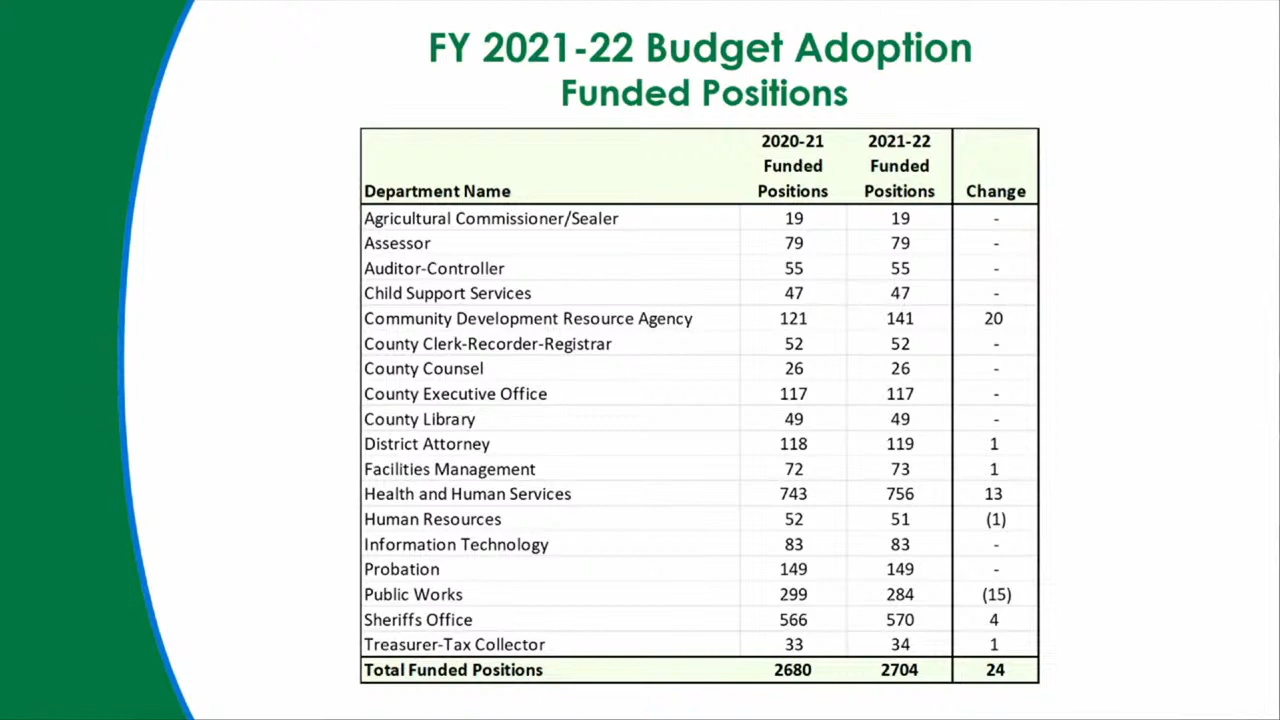 FY 2021-22 Budget Adoption
Funded Positions
Department Name 2020-21 Funded Positions 2021-22 Funded Positions Change
Agricultural Commissioner/Sealer 19 19 -
Assessor 79 79 -
Auditor-Controller 55 55 -
Child Support Services 47 47 -
Community Development Resource Agency 121 141 20
County Clerk-Recorder-Registrar 52 52 -
County Counsel 26 26 -
County Executive Office 117 117 -
County Library 49 49 -
District Attorney 118 119 1
Facilities Management 72 73 1
Health and Human Services 743 756 13
Human Resources 52 51 (1)
Information Technology 83 83 -
Probation 149 149 -
Public Works 299 284 (15)
Sheriffs Office 566 570 4
Treasurer-Tax Collector 33 34 1
Total Funded Positions 2680 2704 24